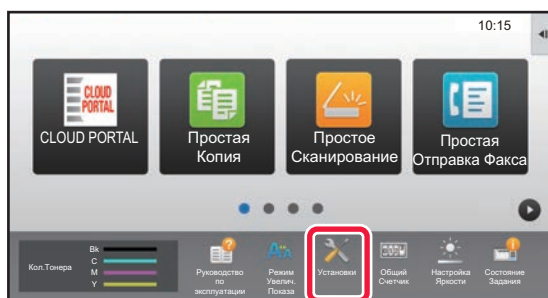 10:15
CLOUD
PORTAL
CLOUD PORTAL
Простая
Копия
Простое
Сканирование
Простая
Отправка Факса
Кол.Тонера
Bk
C
M
Y
Руководство
по
эксплуатации
Режим
Увелич.
Показа
Установки
Общий
Счетчик
Настройка
Яркости
Состояние
Задания